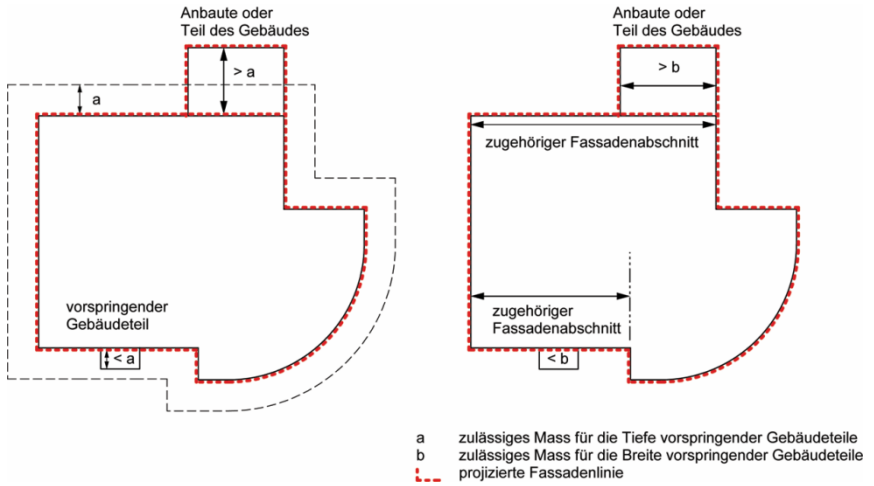 Anbaute oder
Teil des Gebäudes
> a
a
vorspringender
Gebäudeteil
< a
Anbaute oder
Teil des Gebäudes
> b
zugehöriger Fassadenabschnitt
zugehöriger
Fassadenabschnitt
< b
a zulässiges Mass für die Tiefe vorspringender Gebäudeteile
b zulässiges Mass für die Breite vorspringender Gebäudeteile
projizierte Fassadenlinie